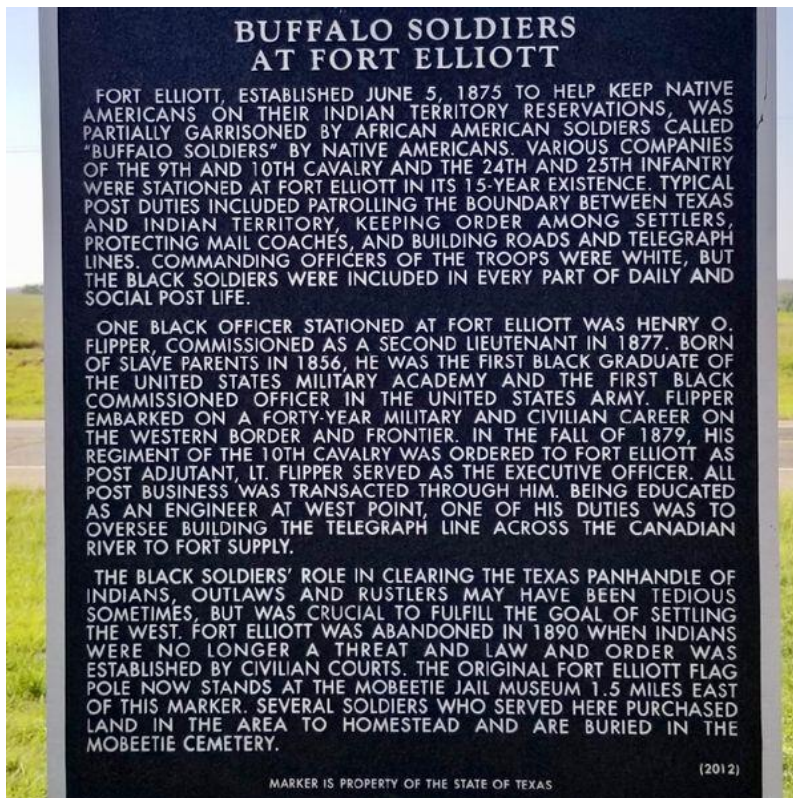 BUFFALO SOLDIERS
AT FORT ELLIOTT
FORT ELLIOTT, ESTABLISHED JUNE 5, 1875 TO HELP KEEP NATIVE
AMERICANS ON THEIR INDIAN TERRITORY RESERVATIONS, WAS
PARTIALLY GARRISONED BY AFRICAN AMERICAN SOLDIERS CALLED
"BUFFALO SOLDIERS" BY NATIVE AMERICANS. VARIOUS COMPANIES
OF THE 9TH AND 10TH CAVALRY AND THE 24TH AND 25TH INFANTRY
WERE STATIONED AT FORT ELLIOTT IN ITS 15-YEAR EXISTENCE. TYPICAL
POST DUTIES INCLUDED PATROLLING THE BOUNDARY BETWEEN TEXAS
AND INDIAN TERRITORY, KEEPING ORDER AMONG SETTLERS,
PROTECTING MAIL COACHES, AND BUILDING ROADS AND TELEGRAPH
LINES. COMMANDING OFFICERS OF THE TROOPS WERE WHITE, BUT
THE BLACK SOLDIERS WERE INCLUDED IN EVERY PART OF DAILY AND
SOCIAL POST LIFE.
ONE BLACK OFFICER STATIONED AT FORT ELLIOTT WAS HENRY O.
FLIPPER, COMMISSIONED AS A SECOND LIEUTENANT IN 1877. BORN
OF SLAVE PARENTS IN 1856, HE WAS THE FIRST BLACK GRADUATE OF
THE UNITED STATES MILITARY ACADEMY AND THE FIRST BLACK
COMMISSIONED OFFICER IN THE UNITED STATES ARMY. FLIPPER
EMBARKED ON A FORTY-YEAR MILITARY AND CIVILIAN CAREER ON
THE WESTERN BORDER AND FRONTIER. IN THE FALL OF 1879, HIS
REGIMENT OF THE 10TH CAVALRY WAS ORDERED TO FORT ELLIOTT AS
POST ADJUTANT, LT. FLIPPER SERVED AS THE EXECUTIVE OFFICER. ALL
POST BUSINESS WAS TRANSACTED THROUGH HIM. BEING EDUCATED
AS AN ENGINEER AT WEST POINT, ONE OF HIS DUTIES WAS TO
OVERSEE BUILDING THE TELEGRAPH LINE ACROSS THE CANADIAN
RIVER TO FORT SUPPLY.
THE BLACK SOLDIERS' ROLE IN CLEARING THE TEXAS PANHANDLE OF
INDIANS, OUTLAWS AND RUSTLERS MAY HAVE BEEN TEDIOUS
SOMETIMES, BUT WAS CRUCIAL TO FULFILL THE GOAL OF SETTLING
THE WEST. FORT ELLIOTT WAS ABANDONED IN 1890 WHEN INDIANS
WERE NO LONGER A THREAT AND LAW AND ORDER WAS
ESTABLISHED BY CIVILIAN COURTS. THE ORIGINAL FORT ELLIOTT FLAG
POLE NOW STANDS AT THE MOBEETIE JAIL MUSEUM 1.5 MILES EAST
OF THIS MARKER. SEVERAL SOLDIERS WHO SERVED HERE PURCHASED
LAND IN THE AREA TO HOMESTEAD AND ARE BURIED IN THE
MOBEETIE CEMETERY.
(2012)
MARKER IS PROPERTY OF THE STATE OF TEXAS